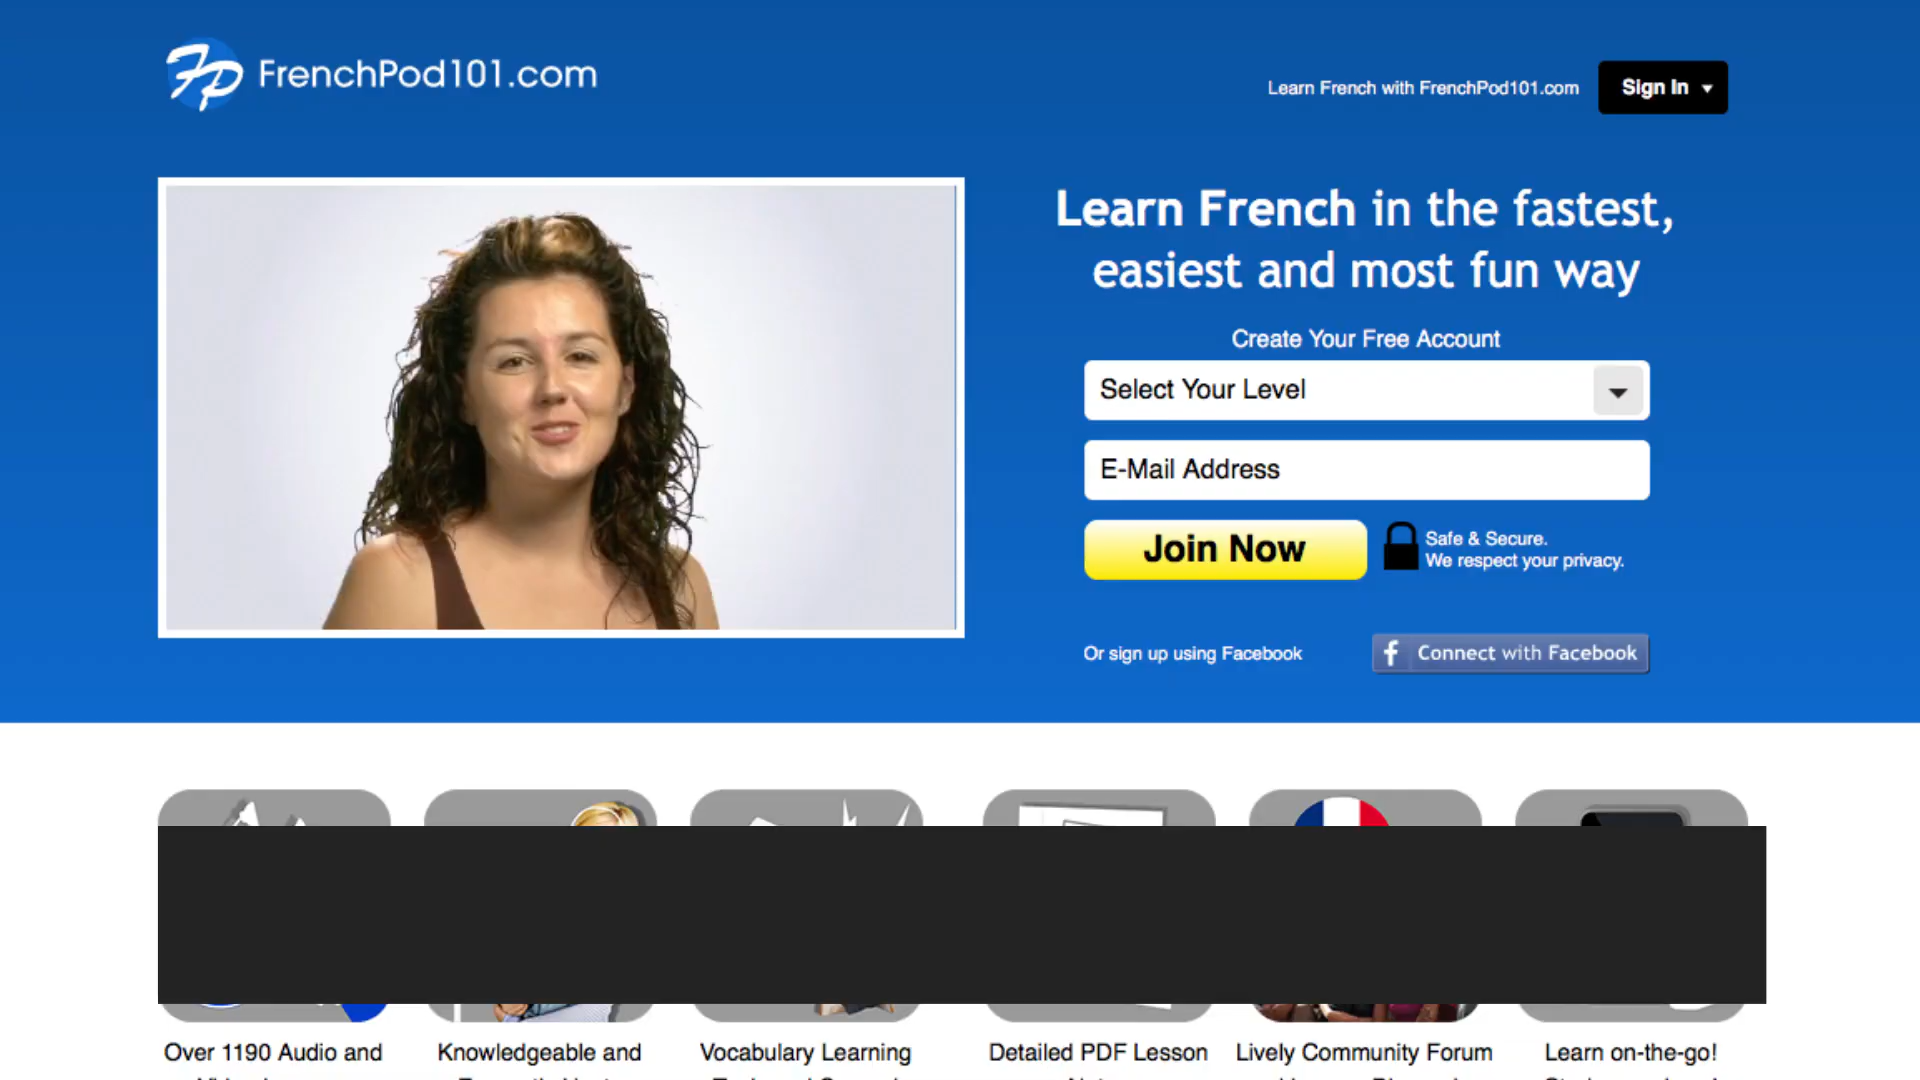 FrenchPod101.com
Learn French with FrenchPod101.com
Sign In
Learn French in the fastest,
easiest and most fun way
Create Your Free Account
Select Your Level
E-Mail Address
Join Now
Safe & Secure.
We respect your privacy.
Or sign up using Facebook
Connect with Facebook
Over 1190 Audio and
Knowledgeable and
Vocabulary Learning
Detailed PDF Lesson
Lively Community Forum
Learn on-the-go!